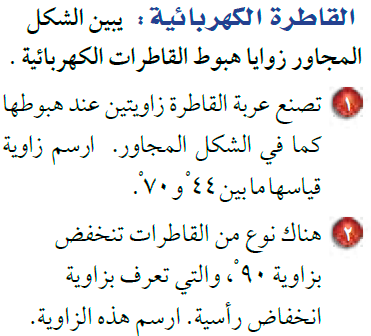 القاطرة الكهربائية : يبين الشكل
المجاور زوايا هبوط القاطرات الكهربائية .
١ تصنع عربة القاطرة زاويتين عند هبوطها
كما في الشكل المجاور. ارسم زاوية
قياسها ما بين ٤٤° و ٧٠°.
٢ هناك نوع من القاطرات تنخفض
بزاوية ٩٠°، والتي تعرف بزاوية
انخفاض رأسية. ارسم هذه الزاوية.